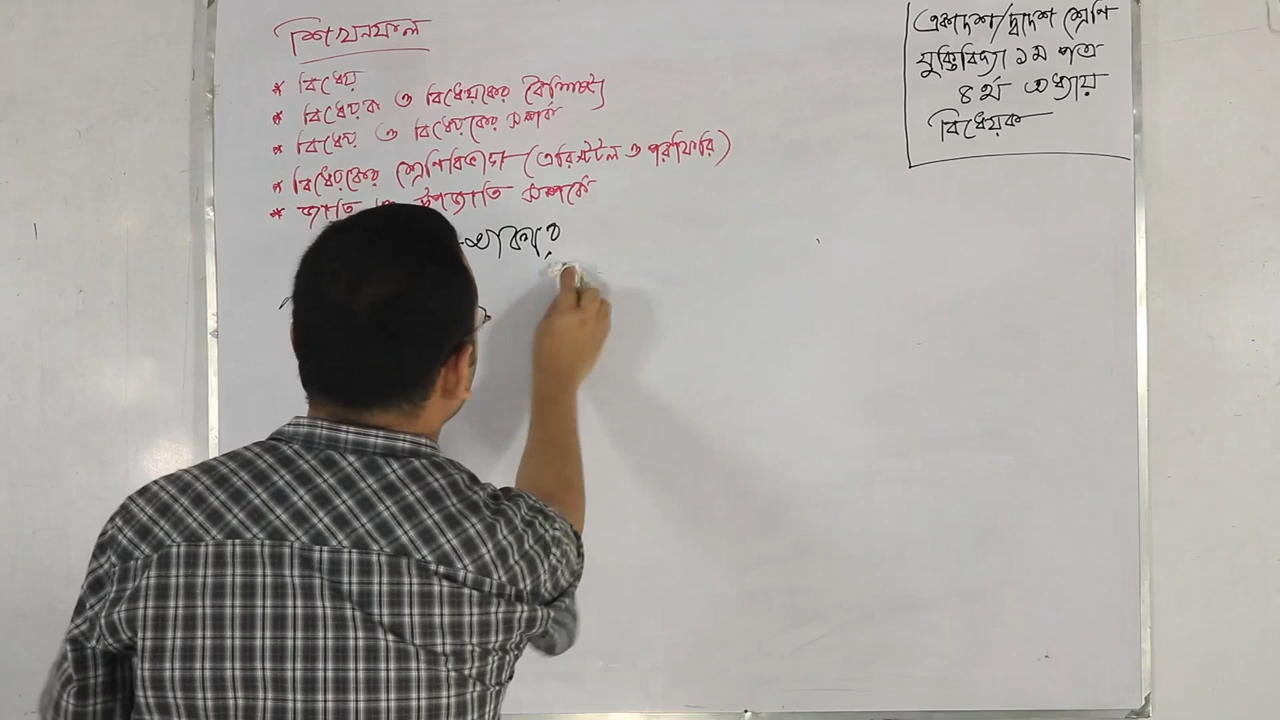 শিখনফল
* বিধেয়
* বিধেয়ক ও বিধেয়কের বৈশিষ্ট্য
* বিধেয় ও বিধেয়কের সম্পর্ক
* বিধেয়কের শ্রেণিবিভাগ (এরিস্টটল ও পরফিরি)
* জাতি ও উপজাতি সম্পর্কে
একাদশ/দ্বাদশ শ্রেণি
যুক্তিবিদ্যা ১ম পত্র
৪র্থ অধ্যায়
বিধেয়ক